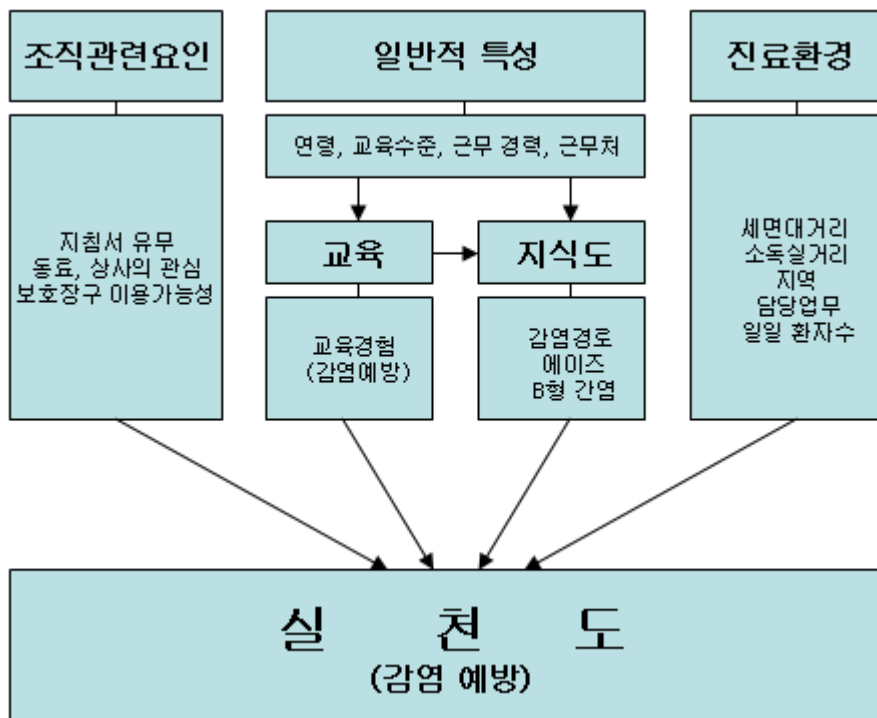 조직관련요인
일반적 특성
진료환경
연령, 교육수준, 근무 경력, 근무처
지침서 유무
동료, 상사의 관심
보호장구 이용가능성
교육
지식도
교육경험
(감염예방)
감염경로
에이즈
B형 간염
세면대거리
소독실거리
지역
담당업무
일일 환자수
실 천 도
(감염 예방)